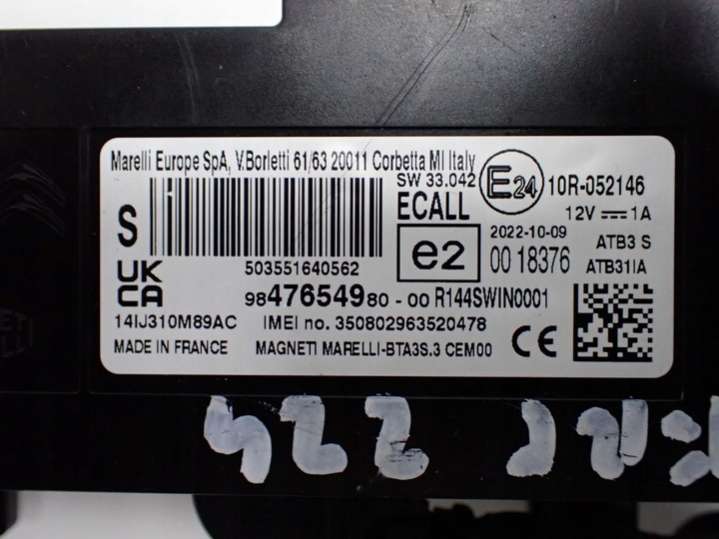 Marelli Europe SpA, V.Borletti 61/63 20011 Corbetta MI Italy
SW 33.042
E24
10R-052146
ECALL
12V 1A
S
e2
2022-10-09
ATB3 S
00 18376
ATB31IA
UK
CA
503551640562
9847654980-00 R144SWIN0001
14IJ310M89AC
IMEI no. 350802963520478
CE
MADE IN FRANCE
MAGNETI MARELLI-BTA3S.3 CEM00